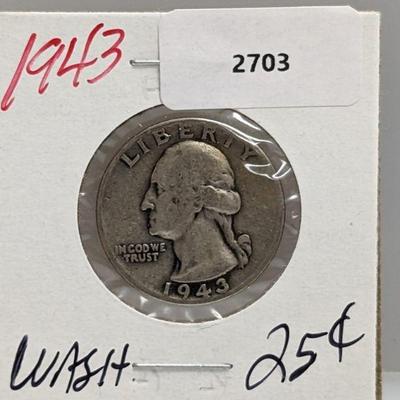 1943
2703
LIBERTY
IN GOD WE
TRUST
1943
WASH. 25¢